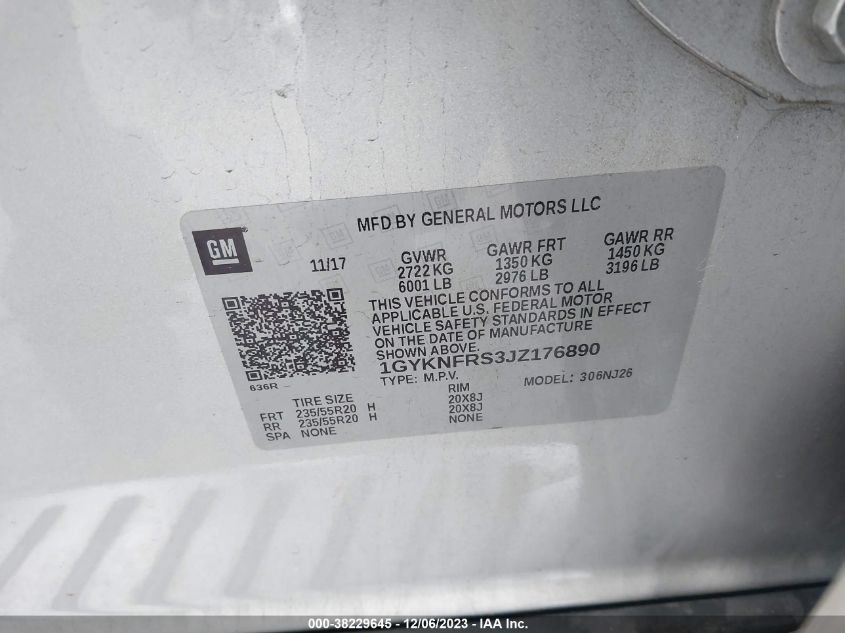 MFD BY GENERAL MOTORS LLC
GM
11/17
GVWR GAWR FRT GAWR RR
2722 KG 1350 KG 1450 KG
6001 LB 2976 LB 3196 LB
THIS VEHICLE CONFORMS TO ALL
APPLICABLE U.S. FEDERAL MOTOR
VEHICLE SAFETY STANDARDS IN EFFECT
ON THE DATE OF MANUFACTURE
SHOWN ABOVE.
1GYKNFRS3JZ176890
636R
TYPE: M.P.V. MODEL: 306NJ26
TIRE SIZE RIM
FRT 235/55R20 H 20X8J
RR 235/55R20 H 20X8J
SPA NONE NONE
000-38229645 - 12/06/2023 - IAA Inc.